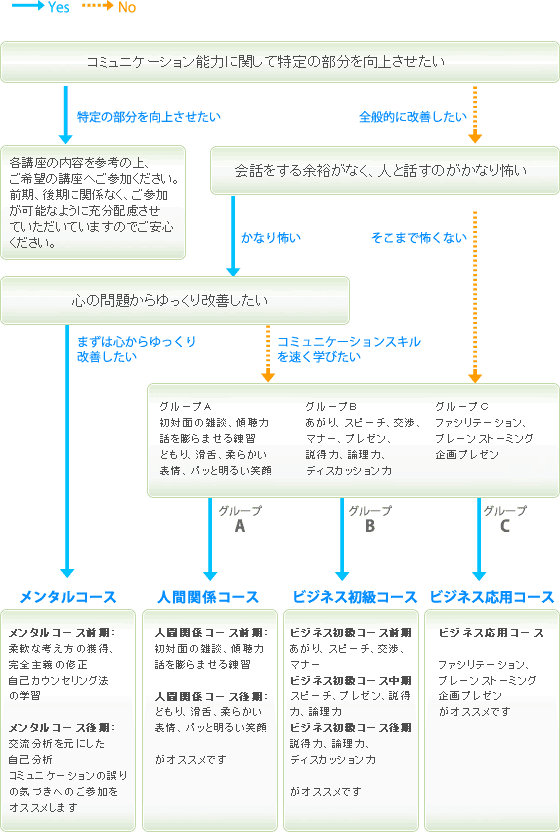 Yes
No
コミュニケーション能力に関して特定の部分を向上させたい
特定の部分を向上させたい
全般的に改善したい
各講座の内容を参考の上、
ご希望の講座へご参加ください。
前期、後期に関係なく、ご参加
が可能なように充分配慮させ
ていただいていますのでご安心
ください。
会話をする余裕がなく、人と話すのがかなり怖い
かなり怖い
そこまで怖くない
心の問題からゆっくり改善したい
まずは心からゆっくり
改善したい
コミュニケーションスキル
を速く学びたい
グループA
初対面の雑談、傾聴力
話を膨らませる練習
どもり、滑舌、柔らかい
表情、パッと明るい笑顔
グループB
あがり、スピーチ、交渉、
マナー、プレゼン、
説得力、論理力、
ディスカッション力
グループC
ファシリテーション、
ブレーンストーミング
企画プレゼン
グループ
A
グループ
B
グループ
C
メンタルコース
人間関係コース
ビジネス初級コース
ビジネス応用コース
メンタルコース前期：
柔軟な考え方の獲得、
完全主義の修正
自己カウンセリング法
の学習
メンタルコース後期：
交流分析を元にした
自己分析
コミュニケーションの誤り
の気づきへのご参加を
オススメします
人間関係コース前期：
初対面の雑談、傾聴力
話を膨らませる練習
人間関係コース後期：
どもり、滑舌、柔らかい
表情、パッと明るい笑顔
がオススメです
ビジネス初級コース前期
あがり、スピーチ、交渉、
マナー
ビジネス初級コース中期
スピーチ、プレゼン、説得
力、論理力
ビジネス初級コース後期
説得力、論理力、
ディスカッション力
がオススメです
ビジネス応用コース
ファシリテーション、
ブレーンストーミング
企画プレゼン
がオススメです